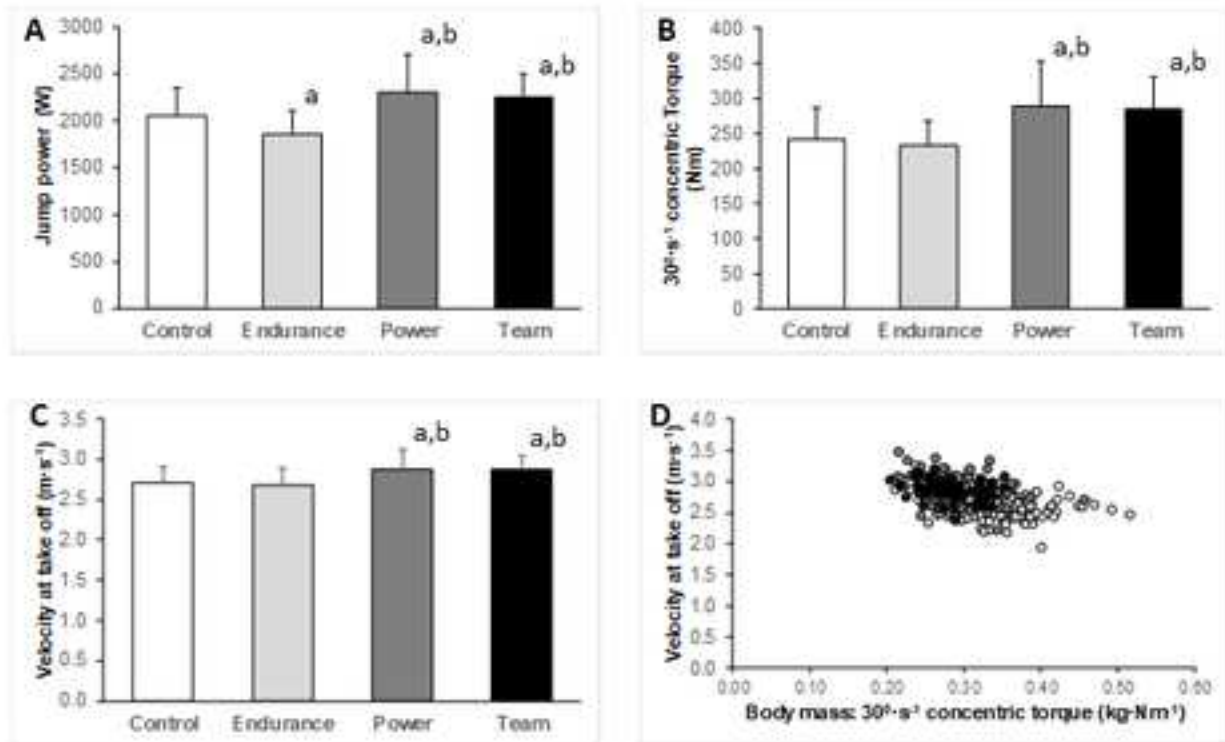 A
3000
2500
2000
1500
1000
500
0
Jump power (W)
a
a,b
a,b
Control Endurance Power Team
B
400
350
300
250
200
150
100
50
0
30º·s⁻¹ concentric Torque
(Nm)
a,b
a,b
Control Endurance Power Team
C
3.5
3.0
2.5
2.0
1.5
1.0
0.5
0.0
Velocity at take off (m·s⁻¹)
a,b
a,b
Control Endurance Power Team
D
4.0
3.5
3.0
2.5
2.0
1.5
1.0
0.5
0.0
Velocity at take off (m·s⁻¹)
0.00 0.10 0.20 0.30 0.40 0.50 0.60
Body mass: 30º·s⁻¹ concentric torque (kg·Nm⁻¹)